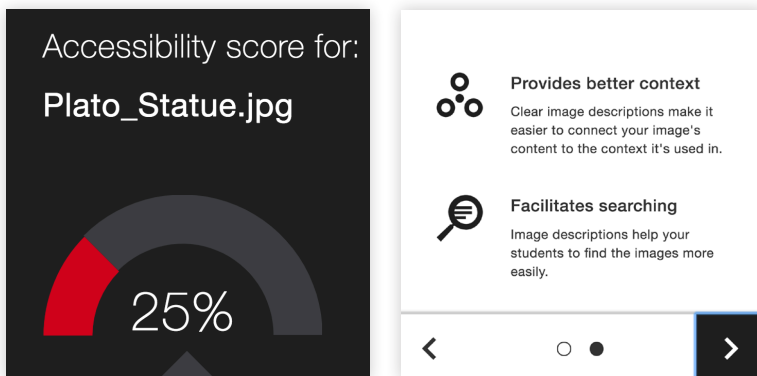 Accessibility score for:
Plato_Statue.jpg
25%
Provides better context
Clear image descriptions make it
easier to connect your image's
content to the context it's used in.
Facilitates searching
Image descriptions help your
students to find the images more
easily.